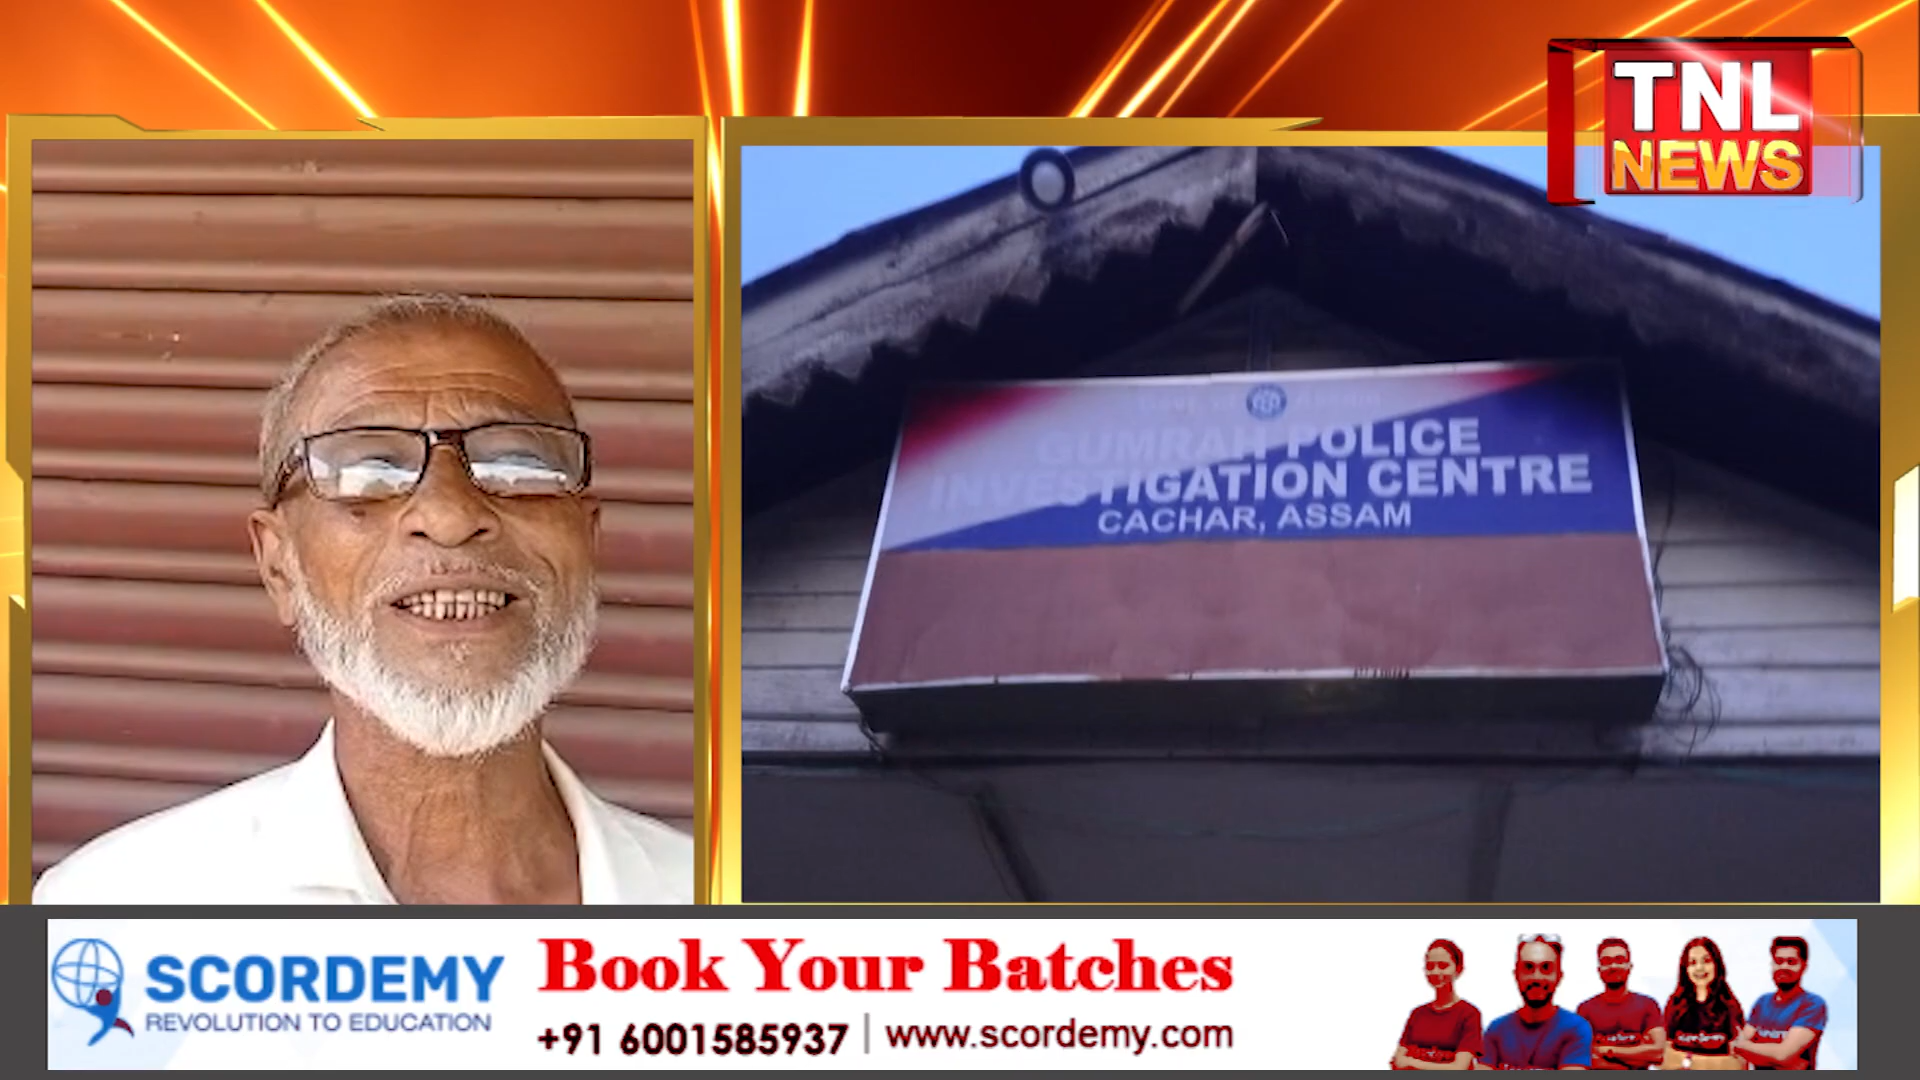 TNL
NEWS
GUMRAH POLICE
INVESTIGATION CENTRE
CACHAR, ASSAM
SCORDEMY
REVOLUTION TO EDUCATION
Book Your Batches
+91 6001585937 | www.scordemy.com